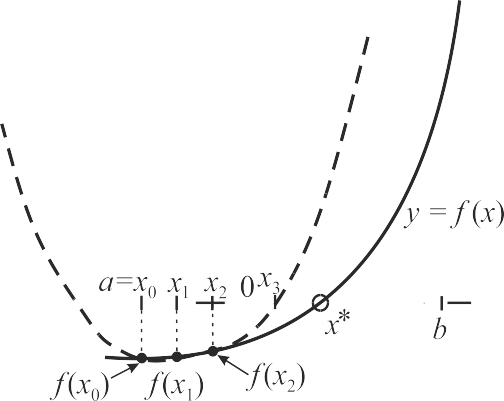 y = f(x)
a=x₀ x₁ x₂ 0 x₃
x* b
f(x₀) f(x₁) f(x₂)